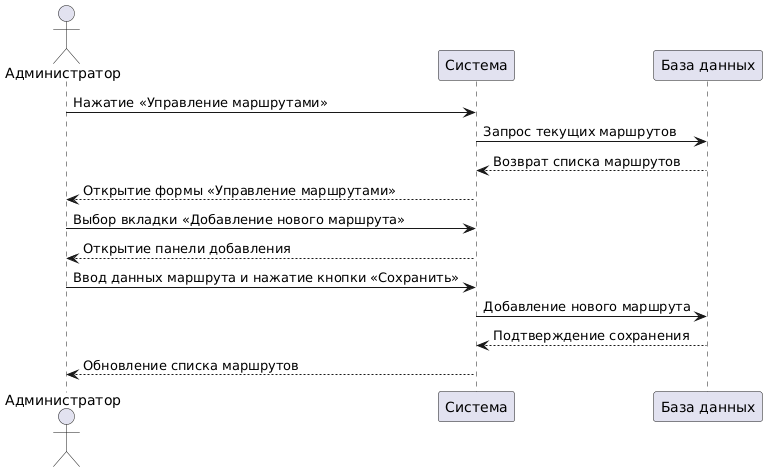 Администратор
Система
База данных
Нажатие «Управление маршрутами»
Запрос текущих маршрутов
Возврат списка маршрутов
Открытие формы «Управление маршрутами»
Выбор вкладки «Добавление нового маршрута»
Открытие панели добавления
Ввод данных маршрута и нажатие кнопки «Сохранить»
Добавление нового маршрута
Подтверждение сохранения
Обновление списка маршрутов
Администратор
Система
База данных